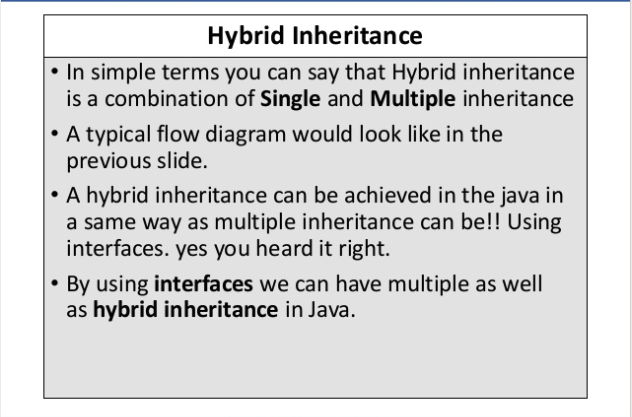 Hybrid Inheritance
• In simple terms you can say that Hybrid inheritance
is a combination of Single and Multiple inheritance
• A typical flow diagram would look like in the
previous slide.
• A hybrid inheritance can be achieved in the java in
a same way as multiple inheritance can be!! Using
interfaces. yes you heard it right.
• By using interfaces we can have multiple as well
as hybrid inheritance in Java.